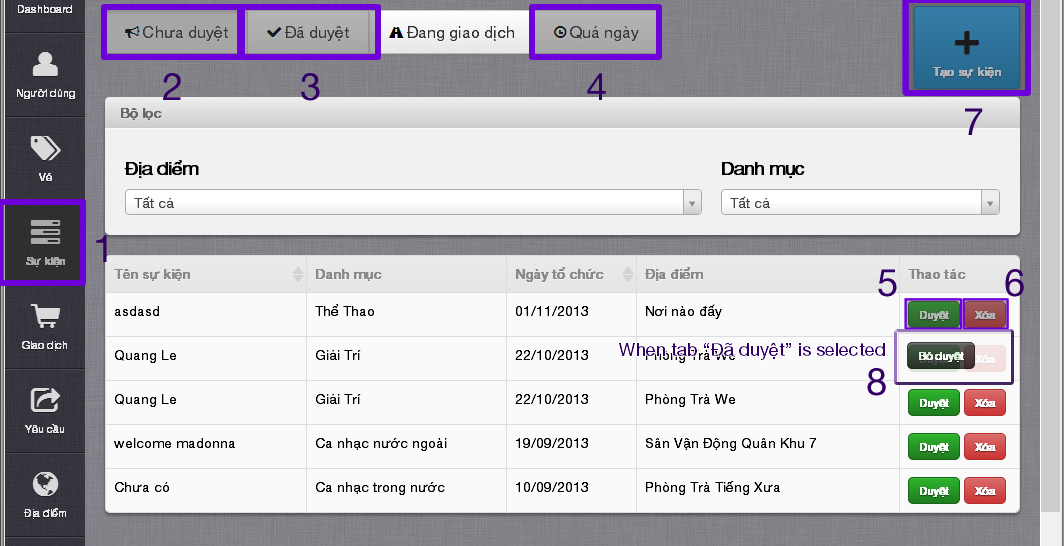 Dashboard
Người dùng
Vé
Sự kiện
1
Giao dịch
Yêu cầu
Địa điểm
Chưa duyệt
Đã duyệt
Đang giao dịch
Quá ngày
2
3
4
Tạo sự kiện
7
Bộ lọc
Địa điểm
Danh mục
Tất cả
Tất cả
Tên sự kiện Danh mục Ngày tổ chức Địa điểm Thao tác
5
6
asdasd Thể Thao 01/11/2013 Nơi nào đấy Duyệt Xóa
When tab “Đã duyệt” is selected
8
Quang Le Giải Trí 22/10/2013 Phòng Trà We Bỏ duyệt
Quang Le Giải Trí 22/10/2013 Phòng Trà We Duyệt Xóa
welcome madonna Ca nhạc nước ngoài 19/09/2013 Sân Vận Động Quân Khu 7 Duyệt Xóa
Chưa có Ca nhạc trong nước 10/09/2013 Phòng Trà Tiếng Xưa Duyệt Xóa